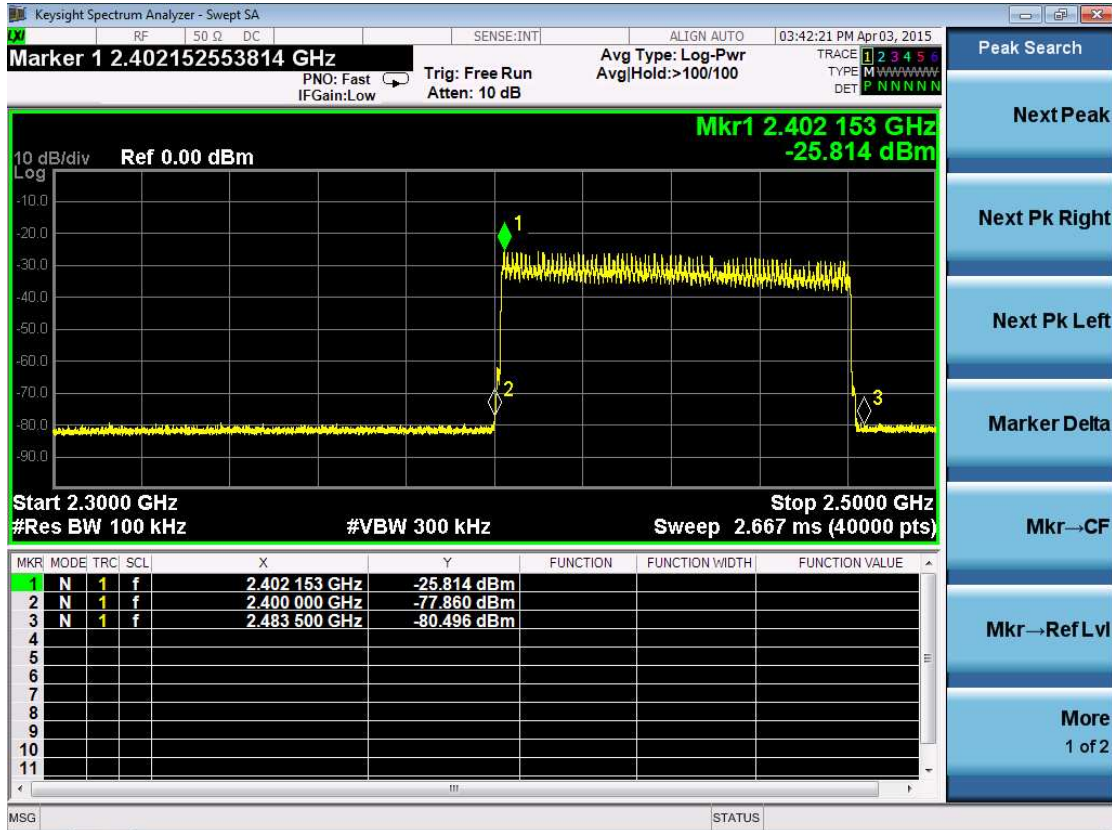 Keysight Spectrum Analyzer - Swept SA
LXI RF 50 Ω DC SENSE:INT ALIGN AUTO 03:42:21 PM Apr 03, 2015
Marker 1 2.402152553814 GHz
PNO: Fast
IFGain:Low
Trig: Free Run
Atten: 10 dB
Avg Type: Log-Pwr
Avg|Hold:>100/100
TRACE 1 2 3 4 5 6
TYPE M W W W W W
DET P N N N N N
Mkr1 2.402 153 GHz
-25.814 dBm
10 dB/div Ref 0.00 dBm
Log
-10.0
-20.0
-30.0
-40.0
-50.0
-60.0
-70.0
-80.0
-90.0
1
2
3
Start 2.3000 GHz Stop 2.5000 GHz
#Res BW 100 kHz #VBW 300 kHz Sweep 2.667 ms (40000 pts)
MKR MODE TRC SCL X Y FUNCTION FUNCTION WIDTH FUNCTION VALUE
1 N 1 f 2.402 153 GHz -25.814 dBm
2 N 1 f 2.400 000 GHz -77.860 dBm
3 N 1 f 2.483 500 GHz -80.496 dBm
4
5
6
7
8
9
10
11
MSG STATUS
Peak Search
Next Peak
Next Pk Right
Next Pk Left
Marker Delta
Mkr→CF
Mkr→Ref Lvl
More
1 of 2